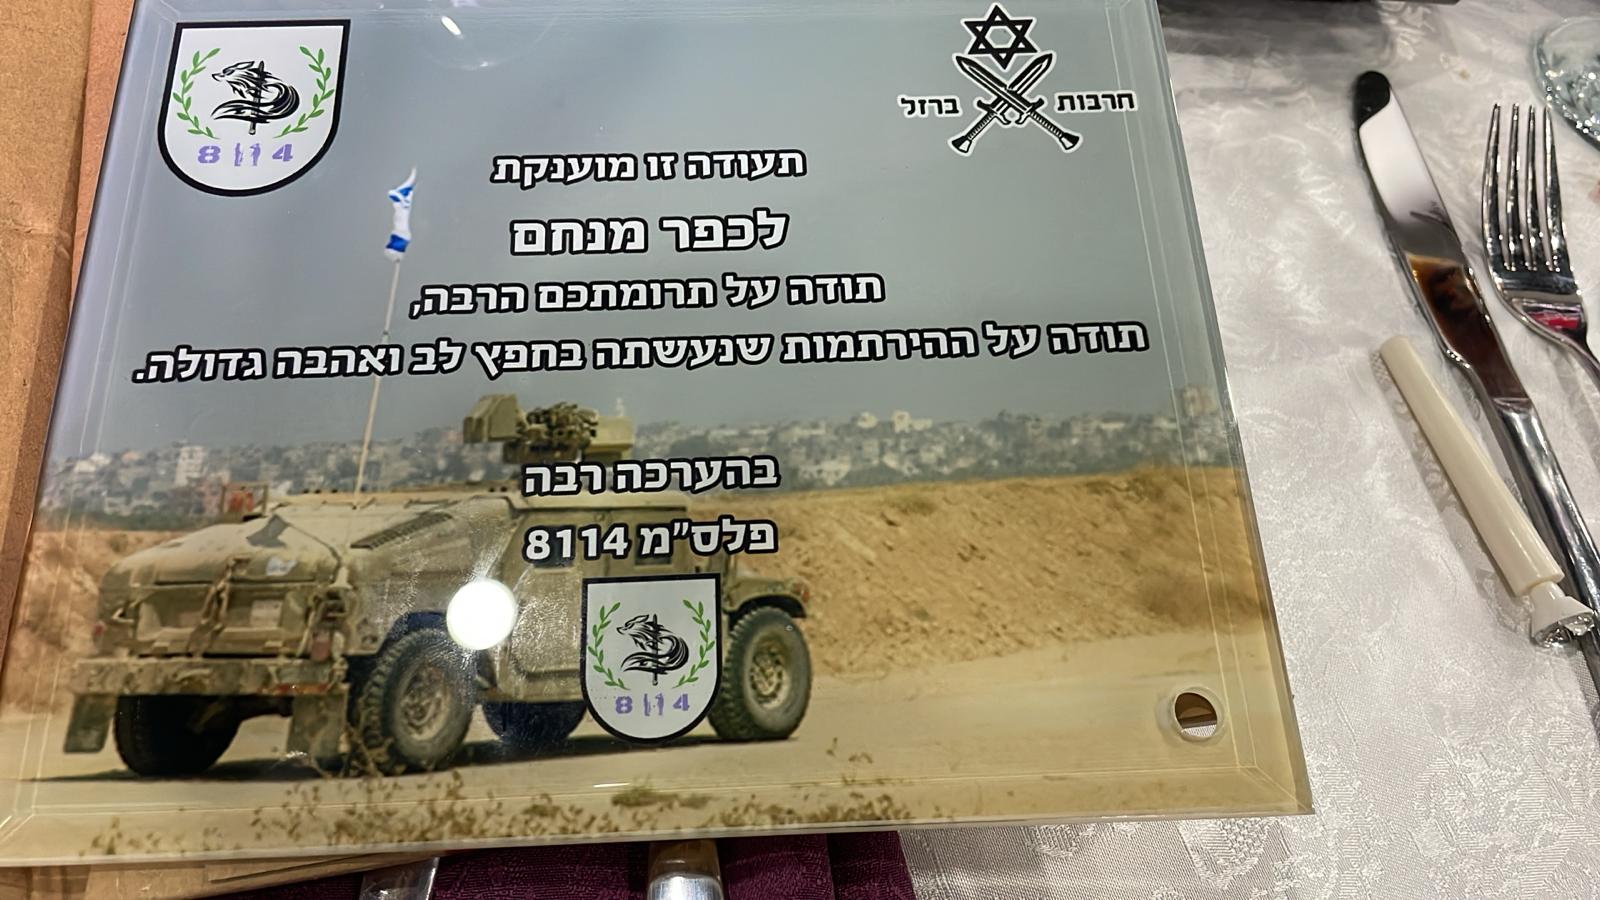 8114
חרבות ברזל
תעודה זו מוענקת
לכפר מנחם
תודה על תרומתכם הרבה,
תודה על ההירתמות שנעשתה בחפץ לב ואהבה גדולה.
בהערכה רבה
פלס״מ 8114
8114